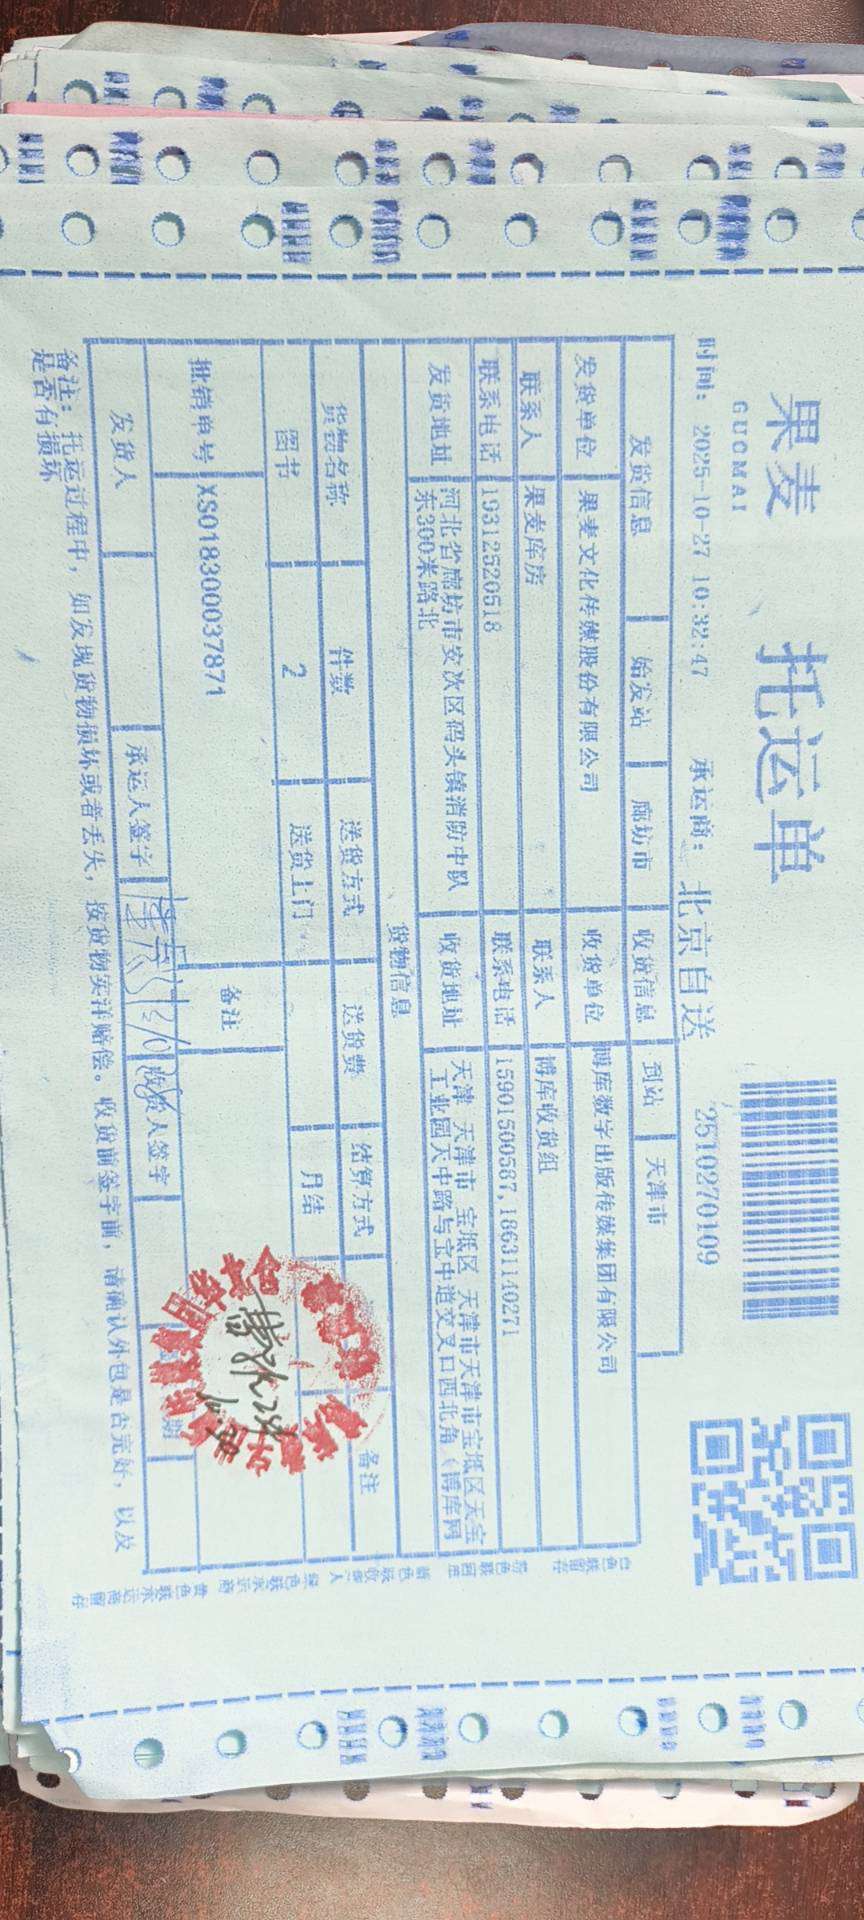 果麦
GUOMAI
托运单
2510270109
时间：2025-10-27 10:32:47 承运商：北京自送
发货信息 始发站 廊坊市 收货信息 到站 天津市
发货单位 果麦文化传媒股份有限公司 收货单位 博库数字出版传媒集团有限公司
联系人 果麦库房 联系人 博库收货组
联系电话 19312520518 联系电话 15901500587,18631140271
发货地址 河北省廊坊市安次区码头镇消防中队东300米路北 收货地址 天津 天津市 宝坻区 天津市天津市宝坻区天宝工业园天中路与宝中道交叉口西北角（博库网
货物信息
货物名称 件数 送货方式 送货费 结算方式 备注
图书 2 送货上门 月结
批销单号 XS018300037871 备注
发货人 承运人签字 收货人签字 期
备注：托运过程中，如发现货物损坏或者丢失，按货物实洋赔偿。收货前签字前，请确认外包是否完好，以及
是否有损坏